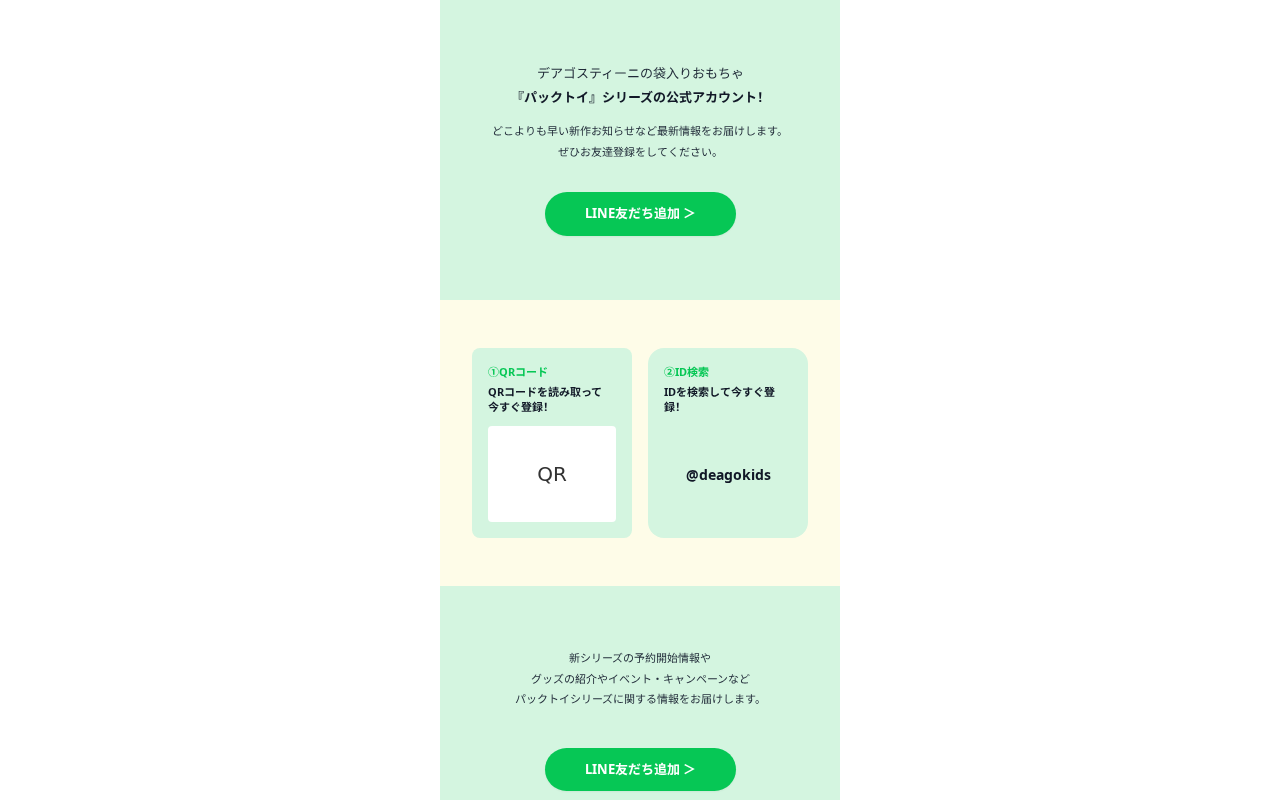 デアゴスティーニの袋入りおもちゃ
『パックトイ』シリーズの公式アカウント！
どこよりも早い新作お知らせなど最新情報をお届けします。
ぜひお友達登録をしてください。
LINE友だち追加 ＞
①QRコード
QRコードを読み取って
今すぐ登録！
QR
②ID検索
IDを検索して今すぐ登
録！
@deagokids
新シリーズの予約開始情報や
グッズの紹介やイベント・キャンペーンなど
パックトイシリーズに関する情報をお届けします。
LINE友だち追加 ＞